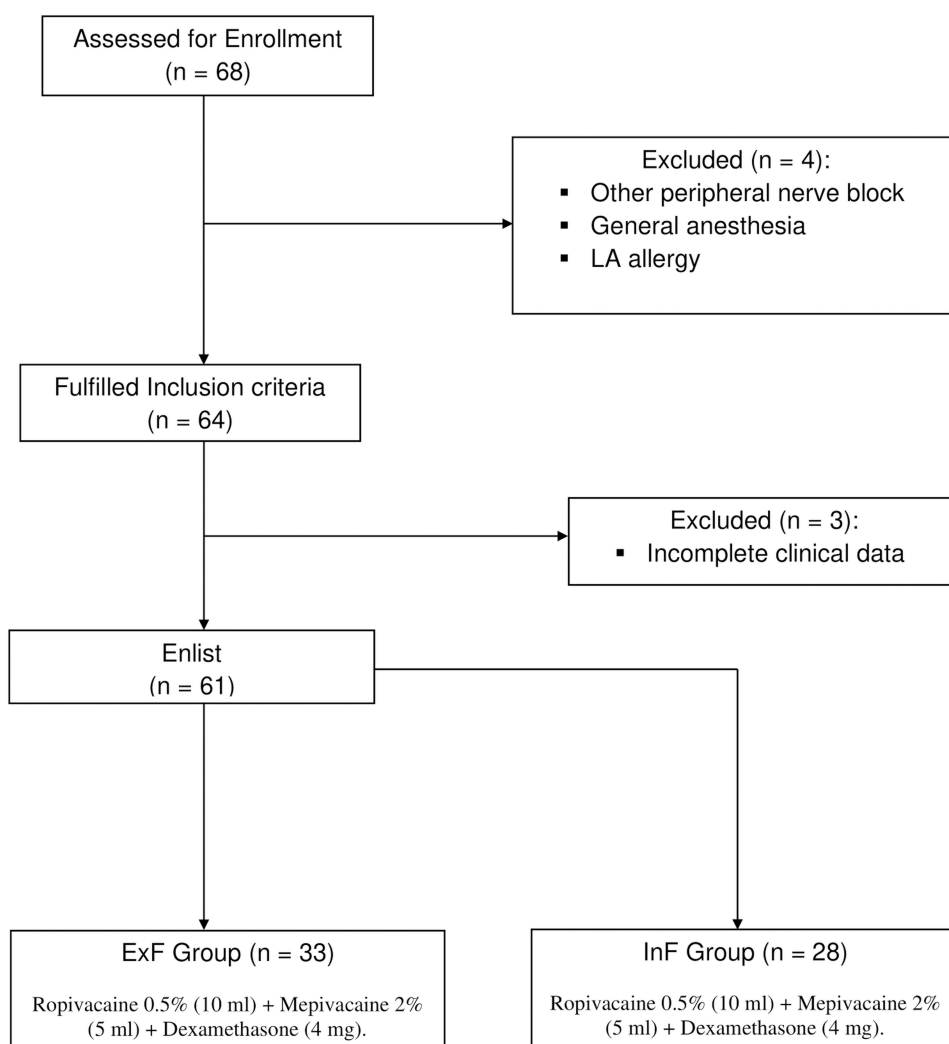 Assessed for Enrollment
(n = 68)
Excluded (n = 4):
▪ Other peripheral nerve block
▪ General anesthesia
▪ LA allergy
Fulfilled Inclusion criteria
(n = 64)
Excluded (n = 3):
▪ Incomplete clinical data
Enlist
(n = 61)
ExF Group (n = 33)
Ropivacaine 0.5% (10 ml) + Mepivacaine 2%
(5 ml) + Dexamethasone (4 mg).
InF Group (n = 28)
Ropivacaine 0.5% (10 ml) + Mepivacaine 2%
(5 ml) + Dexamethasone (4 mg).